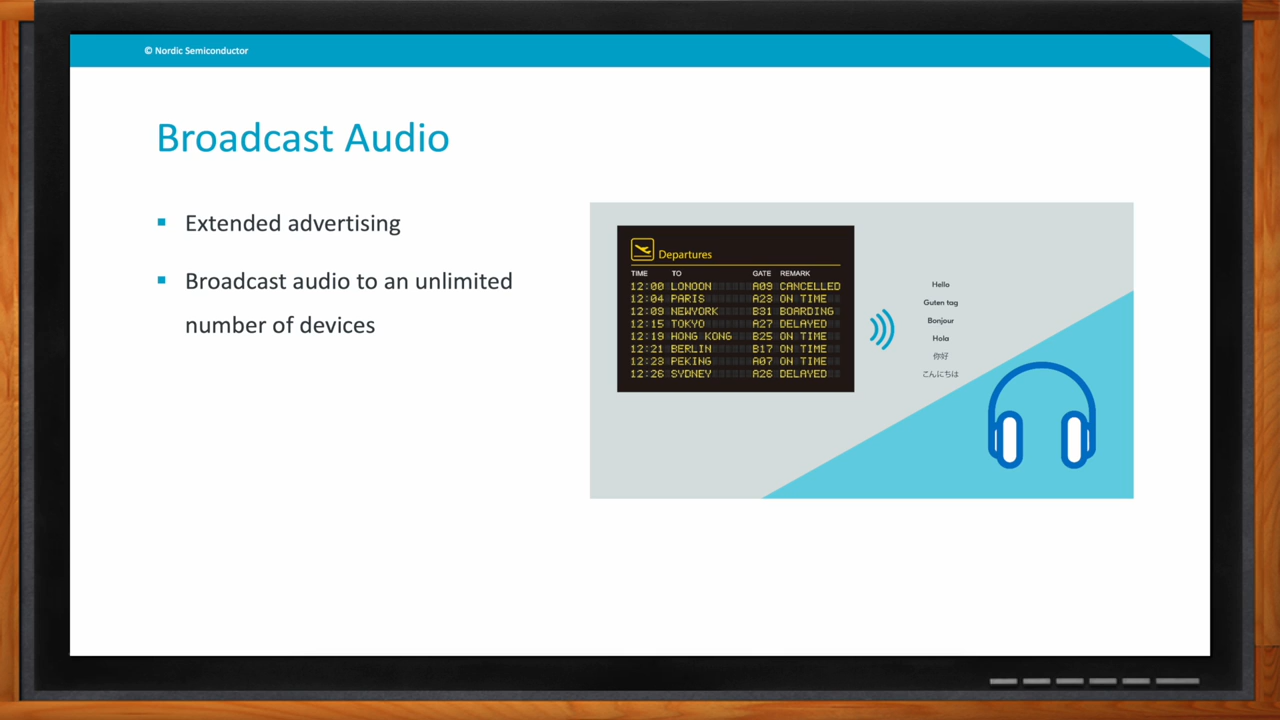 © Nordic Semiconductor
Broadcast Audio
Extended advertising
Broadcast audio to an unlimited
number of devices
Departures
TIME TO GATE REMARK
12:00 LONDON A09 CANCELLED
12:04 PARIS A23 ON TIME
12:09 NEWYORK B31 BOARDING
12:15 TOKYO A27 DELAYED
12:19 HONG KONG B25 ON TIME
12:21 BERLIN B17 ON TIME
12:23 PEKING A07 ON TIME
12:26 SYDNEY A26 DELAYED
Hello
Guten tag
Bonjour
Hola
你好
こんにちは